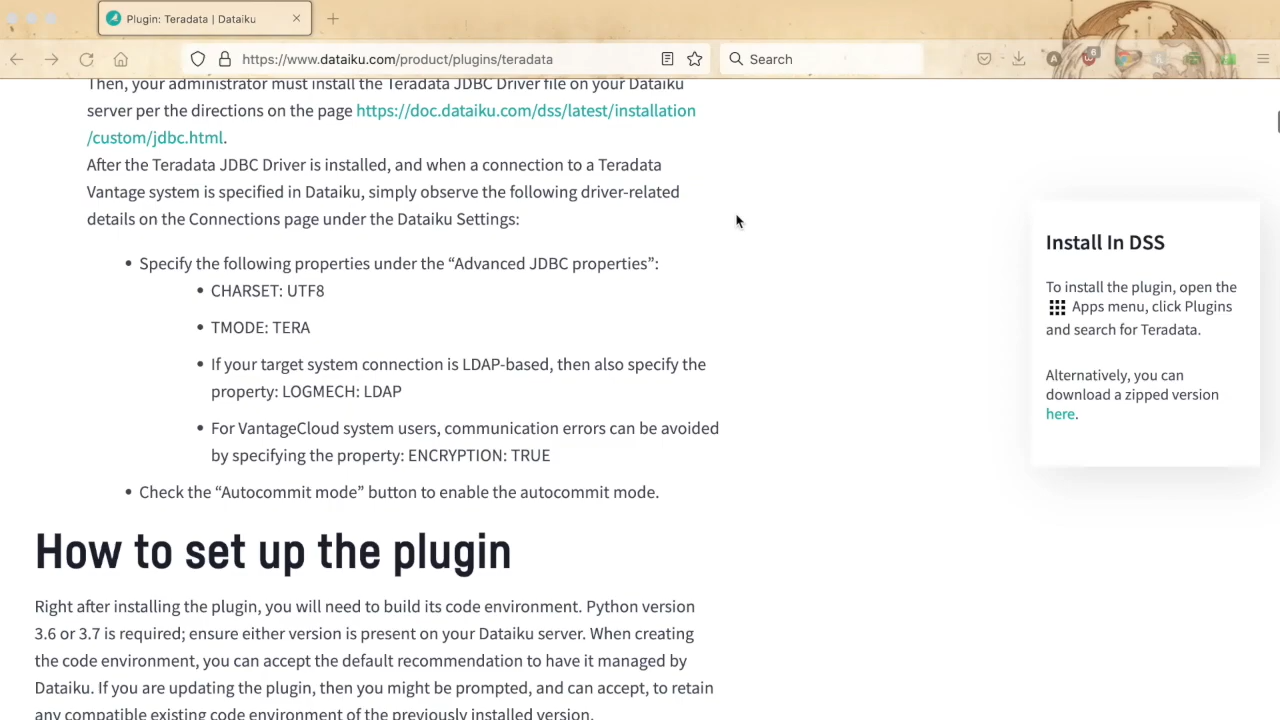 Plugin: Teradata | Dataiku
https://www.dataiku.com/product/plugins/teradata
Search
6
Then, your administrator must install the Teradata JDBC Driver file on your Dataiku
server per the directions on the page https://doc.dataiku.com/dss/latest/installation
/custom/jdbc.html.
After the Teradata JDBC Driver is installed, and when a connection to a Teradata
Vantage system is specified in Dataiku, simply observe the following driver-related
details on the Connections page under the Dataiku Settings:
• Specify the following properties under the “Advanced JDBC properties”:
• CHARSET: UTF8
• TMODE: TERA
• If your target system connection is LDAP-based, then also specify the
property: LOGMECH: LDAP
• For VantageCloud system users, communication errors can be avoided
by specifying the property: ENCRYPTION: TRUE
• Check the “Autocommit mode” button to enable the autocommit mode.
How to set up the plugin
Right after installing the plugin, you will need to build its code environment. Python version
3.6 or 3.7 is required; ensure either version is present on your Dataiku server. When creating
the code environment, you can accept the default recommendation to have it managed by
Dataiku. If you are updating the plugin, then you might be prompted, and can accept, to retain
any compatible existing code environment of the previously installed version.
Install In DSS
To install the plugin, open the
Apps menu, click Plugins
and search for Teradata.
Alternatively, you can
download a zipped version
here.